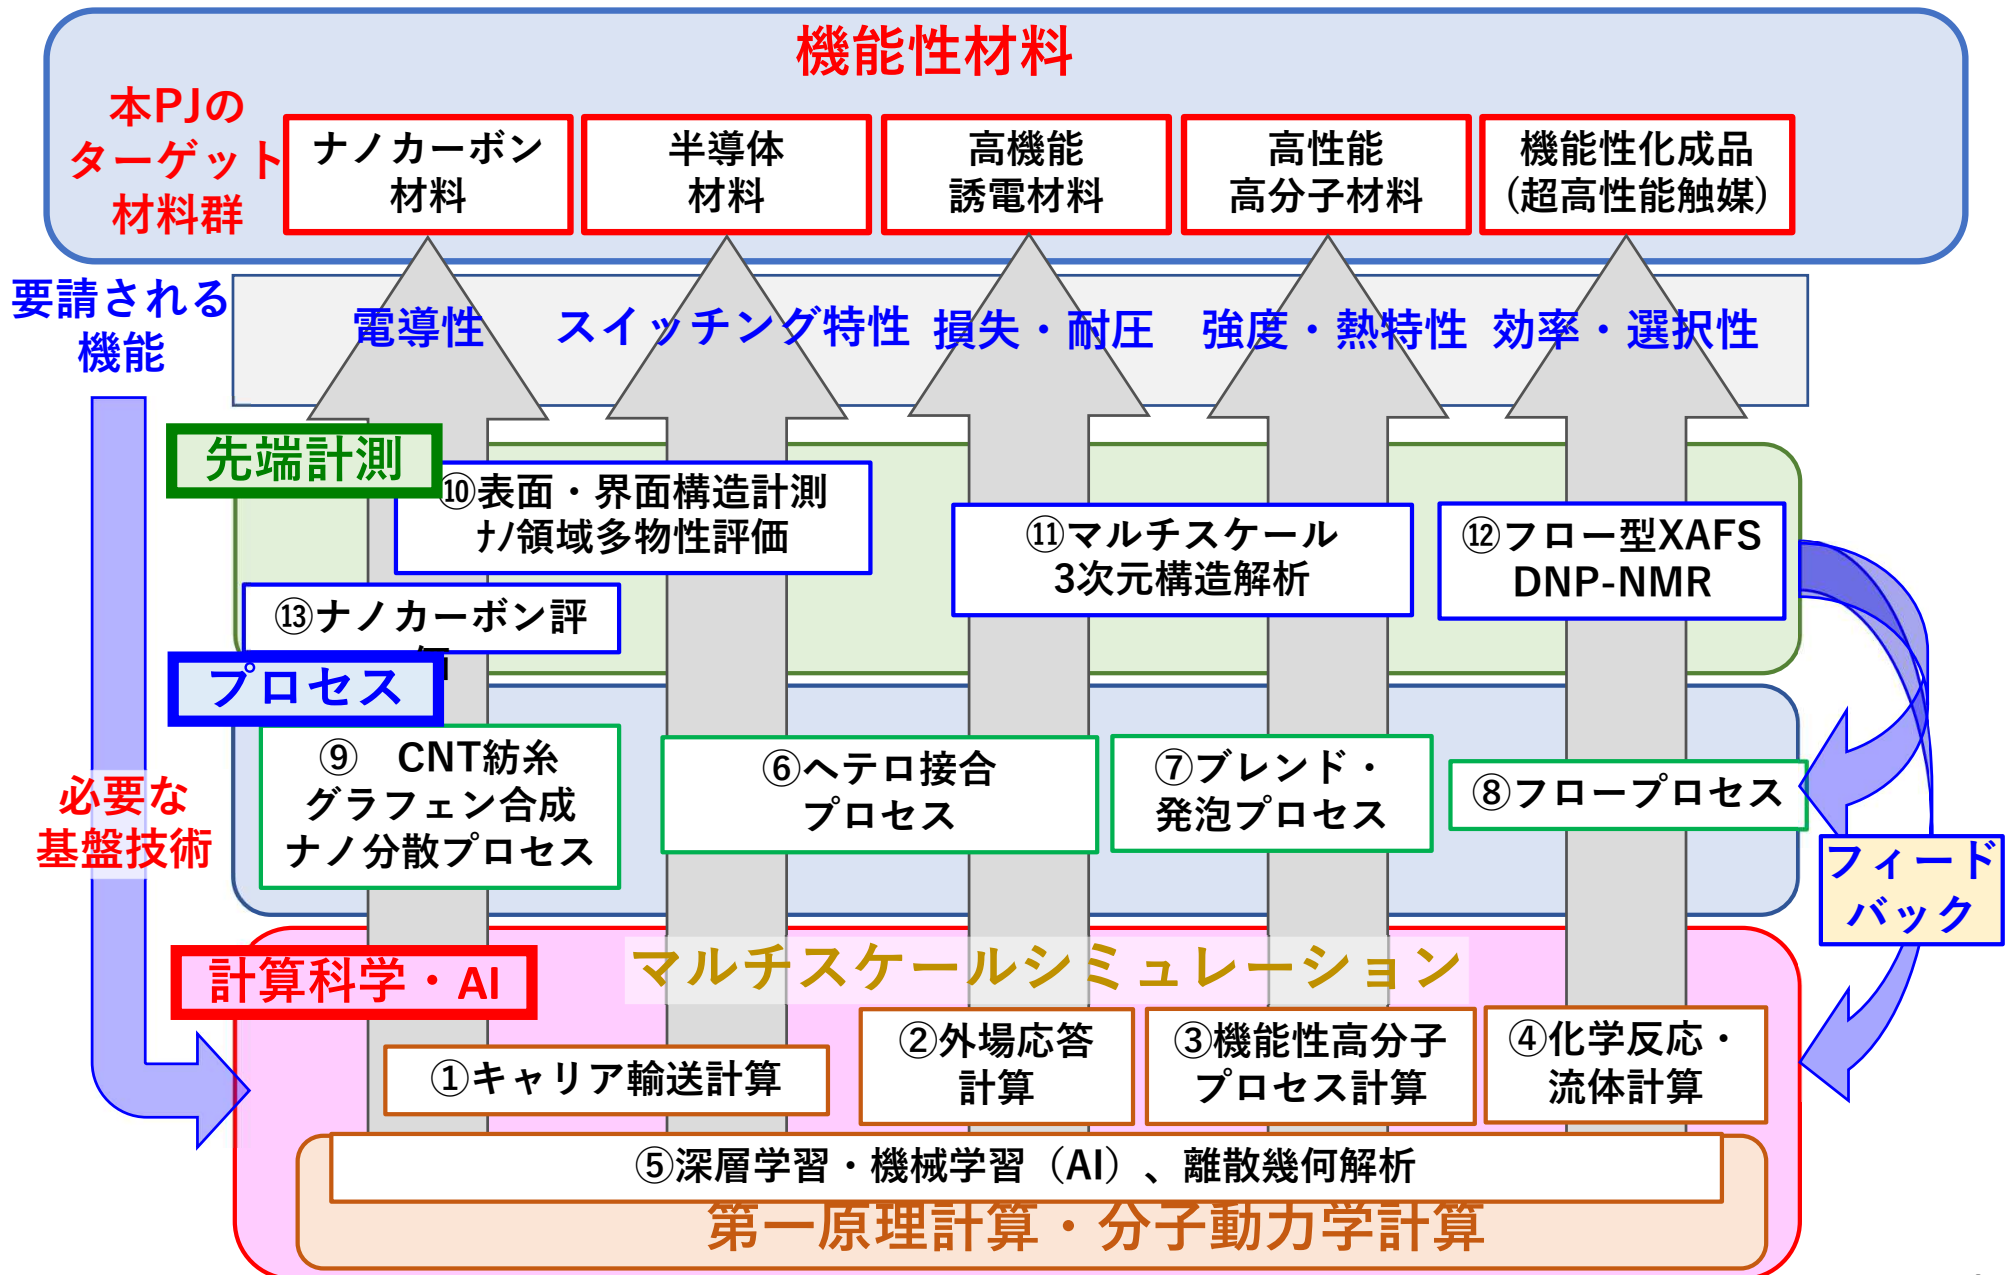 機能性材料
本PJの
ターゲット
材料群
ナノカーボン
材料
半導体
材料
高機能
誘電材料
高性能
高分子材料
機能性化成品
(超高性能触媒)
要請される
機能
電導性
スイッチング特性
損失・耐圧
強度・熱特性
効率・選択性
先端計測
⑩表面・界面構造計測
ﾅﾉ領域多物性評価
⑪マルチスケール
3次元構造解析
⑫フロー型XAFS
DNP-NMR
⑬ナノカーボン評
プロセス
⑨　CNT紡糸
グラフェン合成
ナノ分散プロセス
⑥ヘテロ接合
プロセス
⑦ブレンド・
発泡プロセス
⑧フロープロセス
必要な
基盤技術
フィード
バック
計算科学・AI
マルチスケールシミュレーション
①キャリア輸送計算
②外場応答
計算
③機能性高分子
プロセス計算
④化学反応・
流体計算
⑤深層学習・機械学習（AI）、離散幾何解析
第一原理計算・分子動力学計算